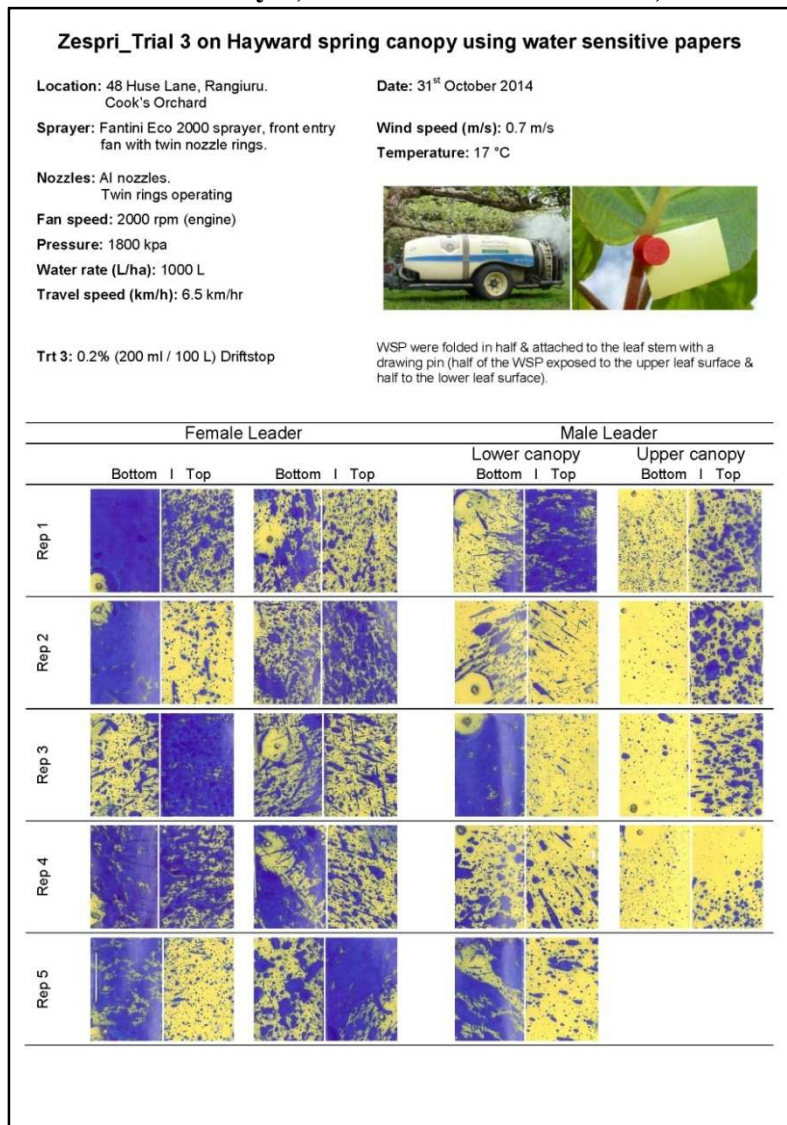 Zespri_Trial 3 on Hayward spring canopy using water sensitive papers
Location: 48 Huse Lane, Rangiuru.
Cook's Orchard
Date: 31st October 2014
Sprayer: Fantini Eco 2000 sprayer, front entry
fan with twin nozzle rings.
Wind speed (m/s): 0.7 m/s
Temperature: 17 °C
Nozzles: AI nozzles.
Twin rings operating
Fan speed: 2000 rpm (engine)
Pressure: 1800 kpa
Water rate (L/ha): 1000 L
Travel speed (km/h): 6.5 km/hr
Trt 3: 0.2% (200 ml / 100 L) Driftstop
WSP were folded in half & attached to the leaf stem with a
drawing pin (half of the WSP exposed to the upper leaf surface &
half to the lower leaf surface).
Female Leader Male Leader
Lower canopy Upper canopy
Bottom I Top Bottom I Top Bottom I Top Bottom I Top
Rep 1
Rep 2
Rep 3
Rep 4
Rep 5